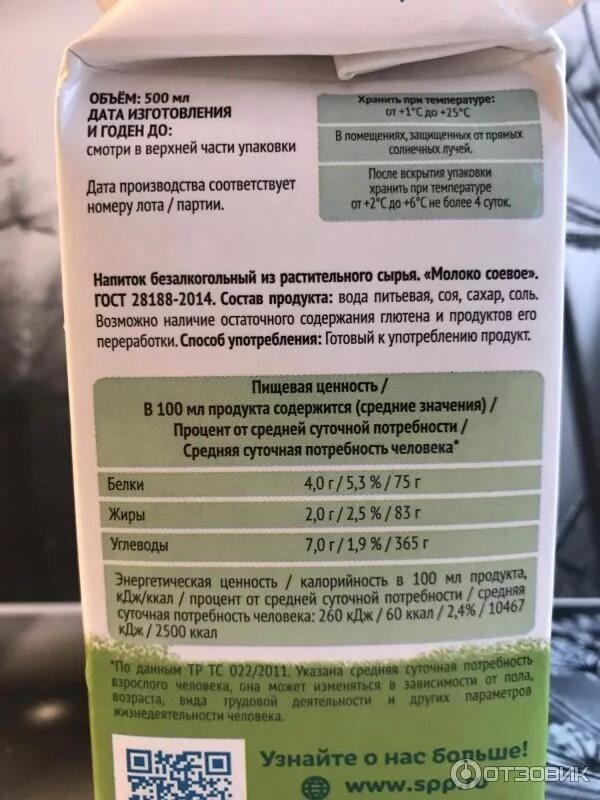 ОБЪЁМ: 500 мл
ДАТА ИЗГОТОВЛЕНИЯ
И ГОДЕН ДО:
смотри в верхней части упаковки
Дата производства соответствует
номеру лота / партии.
Хранить при температуре:
от +1°С до +25°С
В помещениях, защищенных от прямых
солнечных лучей.
После вскрытия упаковки
хранить при температуре
от +2°С до +6°С не более 4 суток.
Напиток безалкогольный из растительного сырья. «Молоко соевое».
ГОСТ 28188-2014. Состав продукта: вода питьевая, соя, сахар, соль.
Возможно наличие остаточного содержания глютена и продуктов его
переработки. Способ употребления: Готовый к употреблению продукт.
Пищевая ценность /
В 100 мл продукта содержится (средние значения) /
Процент от средней суточной потребности /
Средняя суточная потребность человека*
Белки 4,0 г / 5,3 % / 75 г
Жиры 2,0 г / 2,5 % / 83 г
Углеводы 7,0 г / 1,9 % / 365 г
Энергетическая ценность / калорийность в 100 мл продукта,
кДж/ккал / процент от средней суточной потребности / средняя
суточная потребность человека: 260 кДж / 60 ккал / 2,4% / 10467
кДж / 2500 ккал
*По данным ТР ТС 022/2011. Указана средняя суточная потребность
взрослого человека, она может изменяться в зависимости от пола,
возраста, вида трудовой деятельности и других параметров
жизнедеятельности человека.
Узнайте о нас больше!
www.spp
ОТЗОВИК